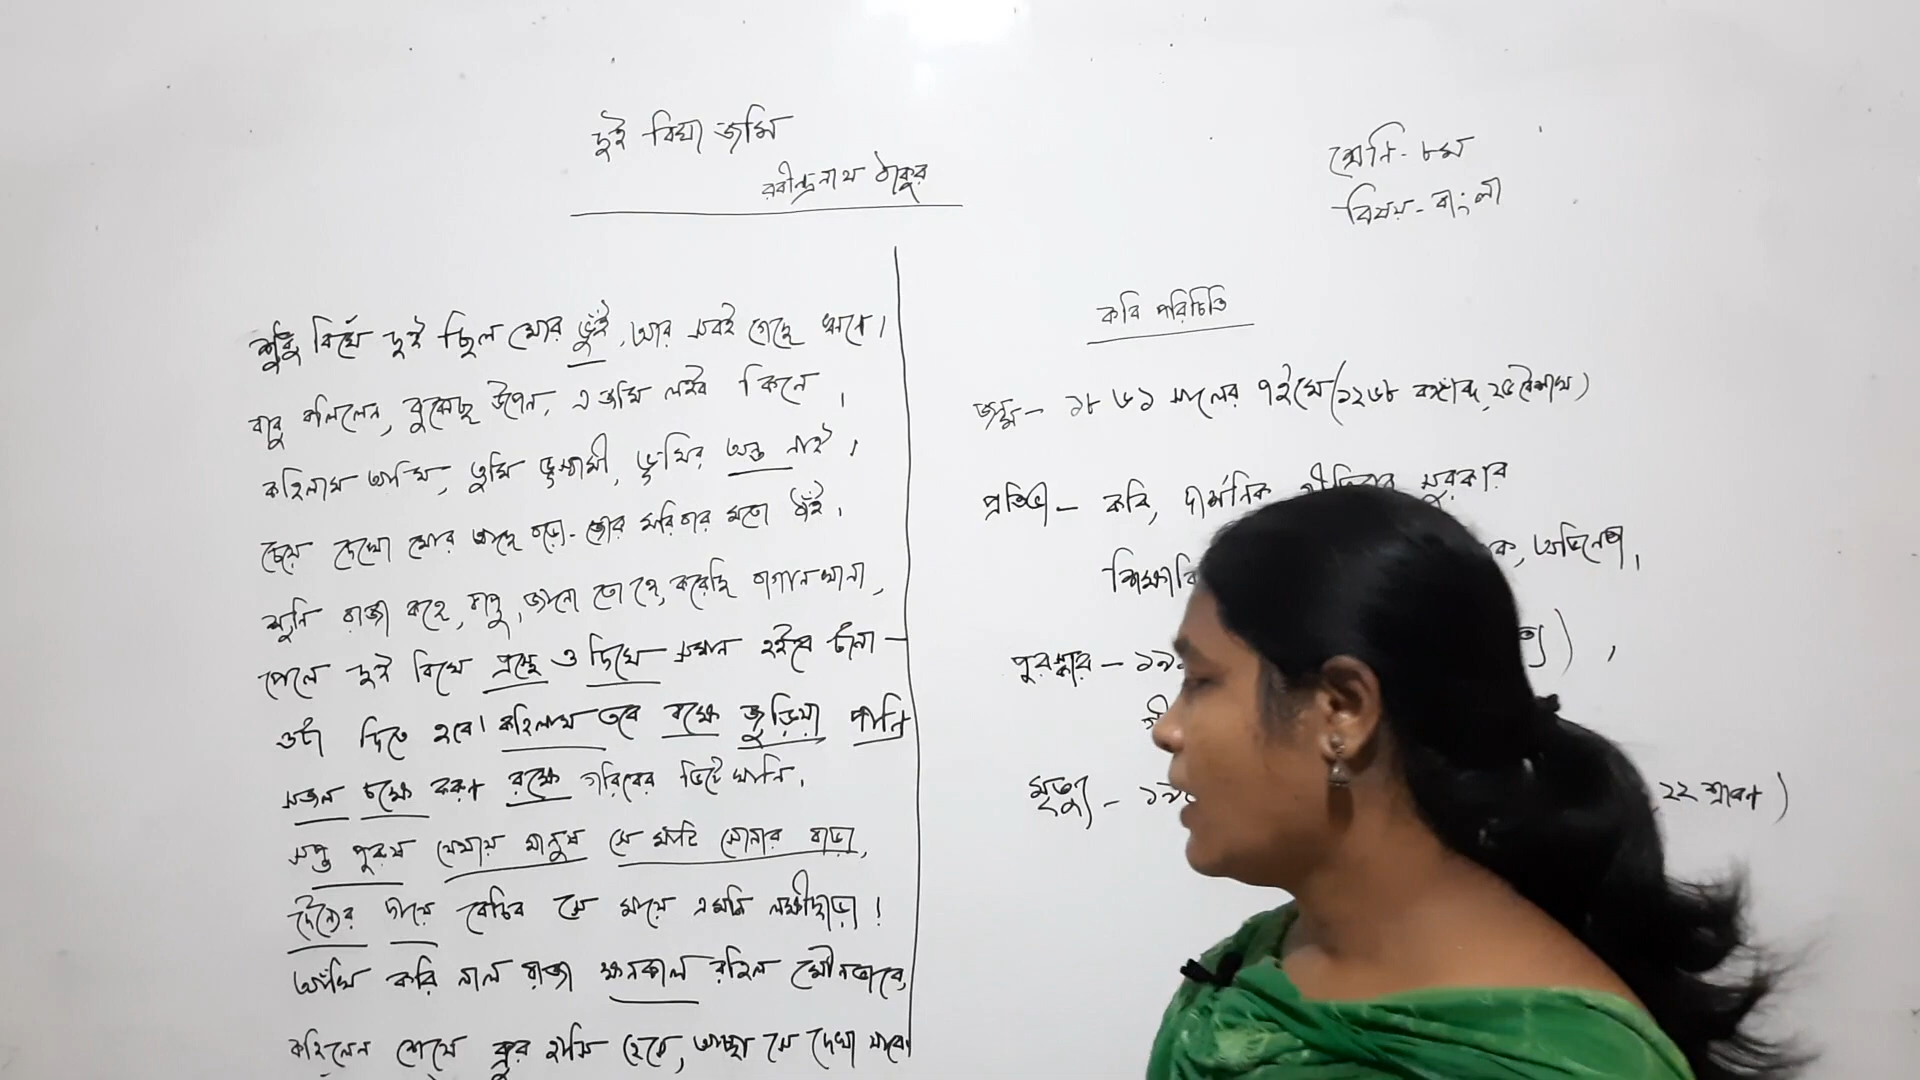 দুই বিঘা জমি
রবীন্দ্রনাথ ঠাকুর
শ্রেণি - ৮ম
বিষয় - বাংলা
শুধু বিঘে দুই ছিল মোর ভুঁই, আর সবই গেছে ঋণে।
বাবু বলিলেন, বুঝেছ উপেন, এ জমি লইব কিনে।
কহিলাম আমি, তুমি ভূস্বামী, ভূমির অন্ত নাই।
চেয়ে দেখো মোর আছে বড়ো-জোর মরিবার মতো ঠাঁই।
শুনি রাজা কহে, বাপু, জানো তো হে, করেছি বাগানখানা,
পেলে দুই বিঘে প্রস্থে ও দিঘে সমান হইবে টানা -
ওটা দিতে হবে। কহিলাম তবে বক্ষে জুড়িয়া পাণি
সজল চক্ষে করুণ রক্ষে গরিবের ভিটেখানি।
সপ্ত পুরুষ যেথায় মানুষ সে মাটি সোনার বাড়া,
দৈন্যের দায়ে বেচিব সে মায়ে এমনি লক্ষ্মীছাড়া!
আঁখি করি লাল রাজা ক্ষনকাল রহিল মৌনভাবে,
কহিলেন শেষে ক্রুর হাসি হেসে, আচ্ছা সে দেখা যাবে।
কবি পরিচিতি
জন্ম - ১৮৬১ সালের ৭ই মে (১২৬৮ বঙ্গাব্দ, ২৫ বৈশাখ)
প্রতিভা - কবি, দার্শনিক, সুরকার
অভিনেতা,
পুরস্কার -
মৃত্যু - ২২ শ্রাবণ)